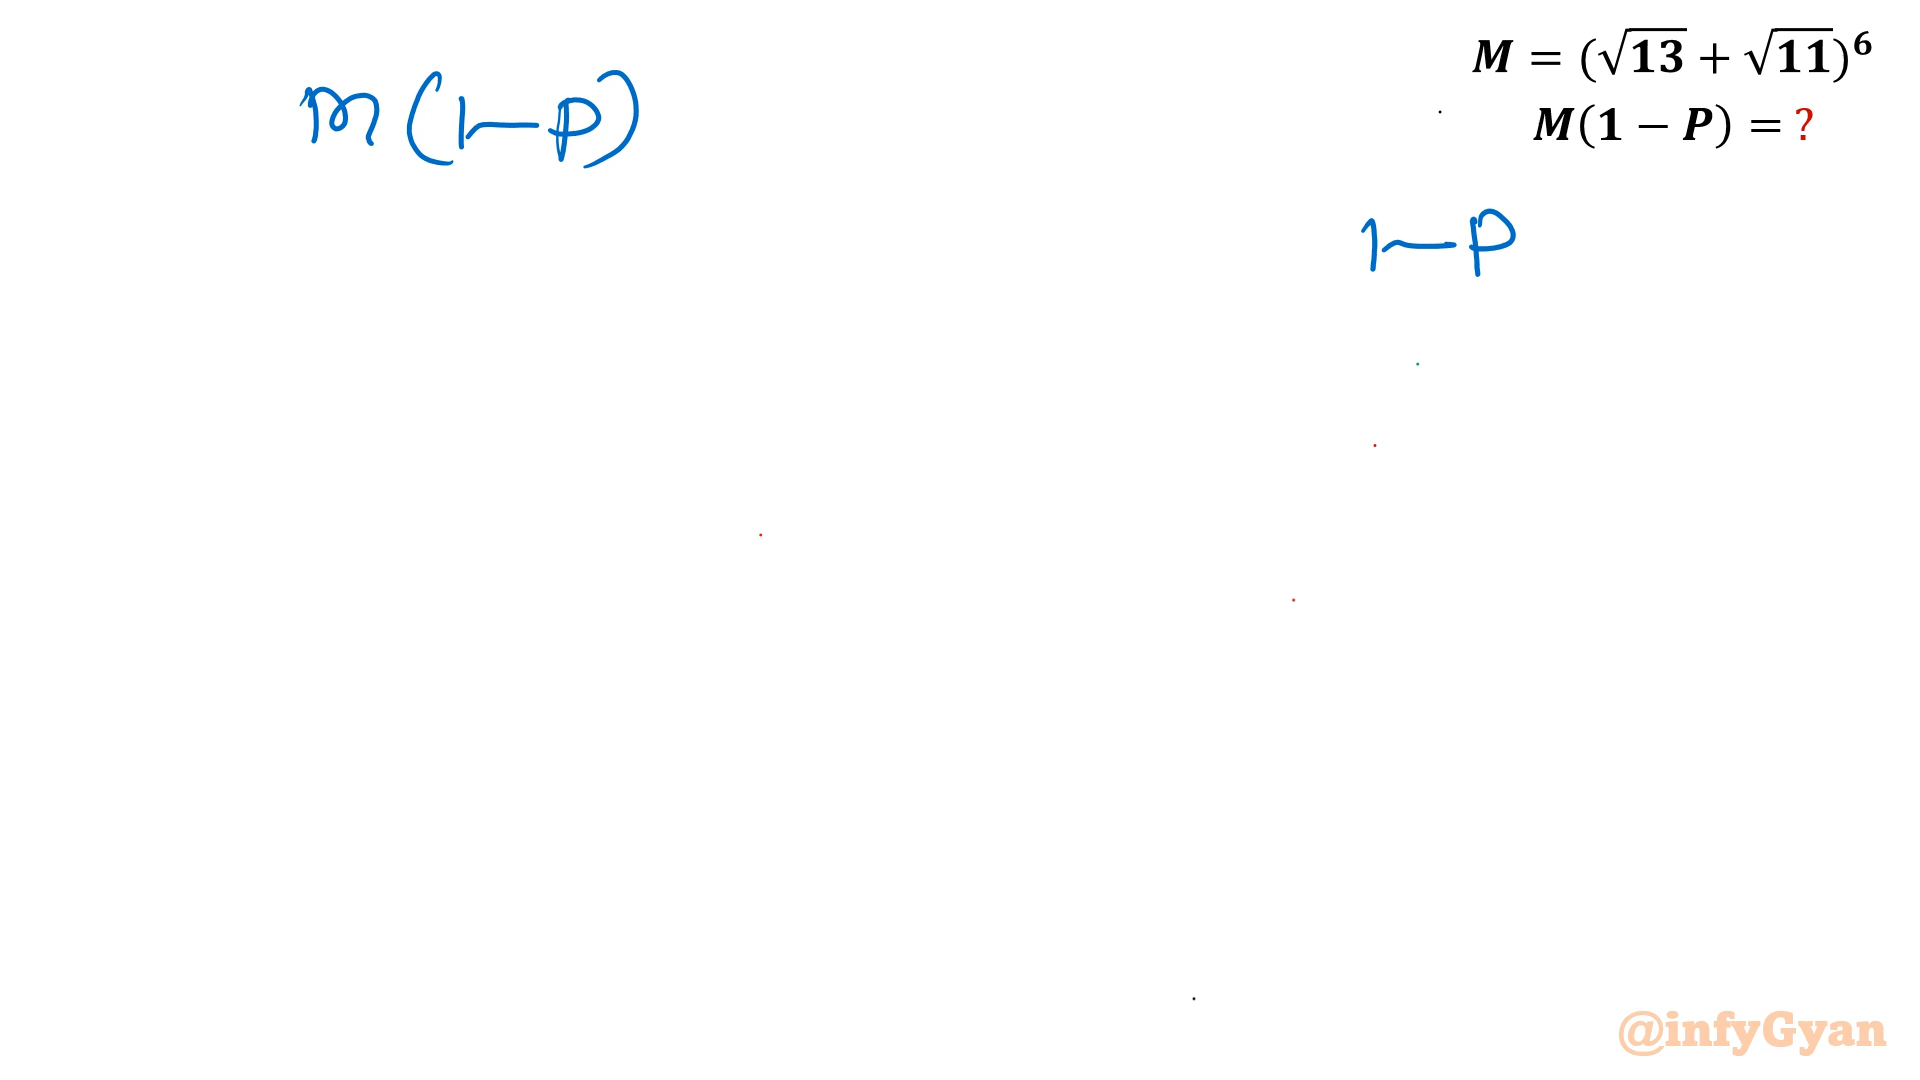 M = (√13 + √11)⁶
m(1-P)
M(1 − P) = ?
1-P
@infyGyan